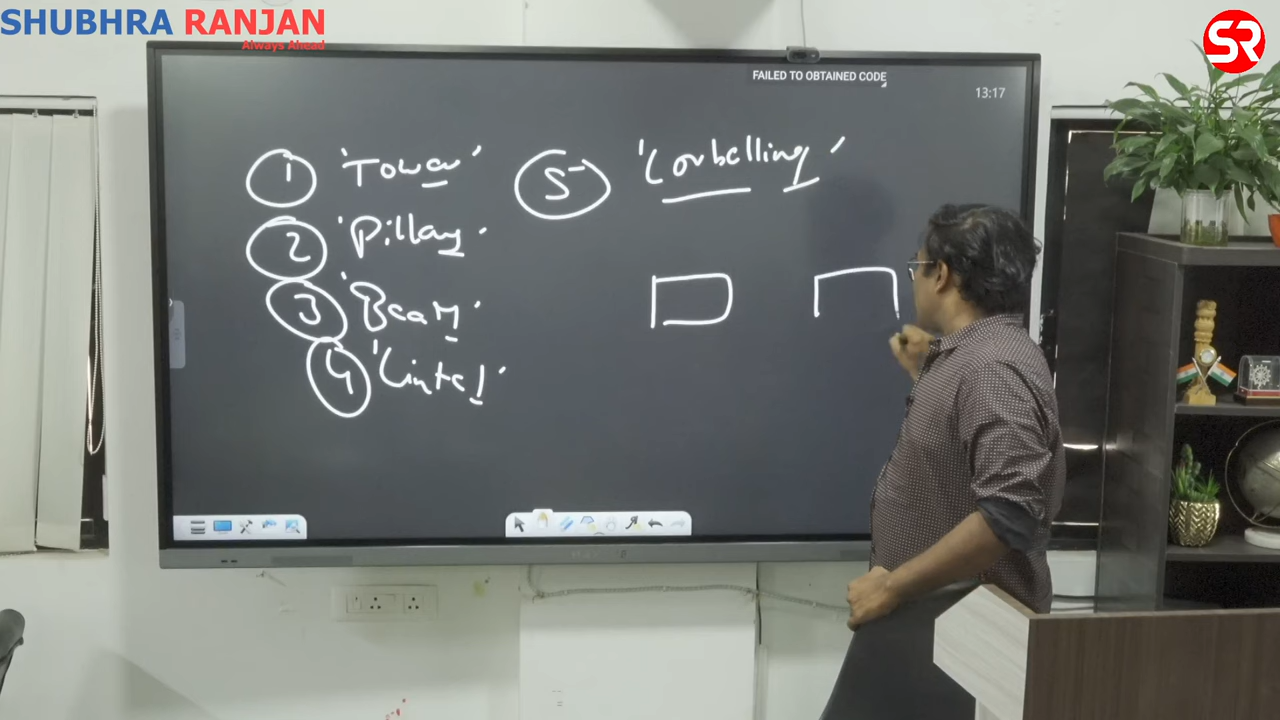 SHUBHRA RANJAN
Always Ahead
SR
FAILED TO OBTAINED CODE
13:17
1 'Tower'
2 'Pillar'
3 'Beam'
4 'Lintel'
5 'Corbelling'